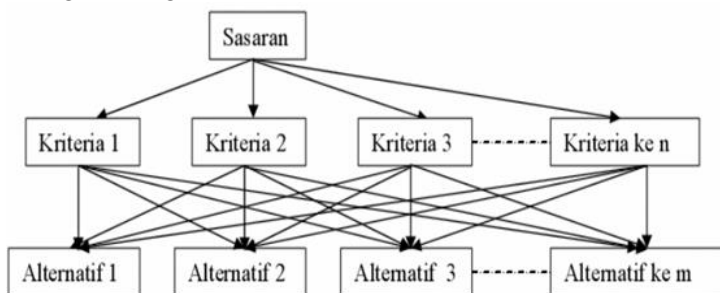 Sasaran
Kriteria 1
Kriteria 2
Kriteria 3
Kriteria ke n
Alternatif 1
Alternatif 2
Alternatif 3
Alternatif ke m